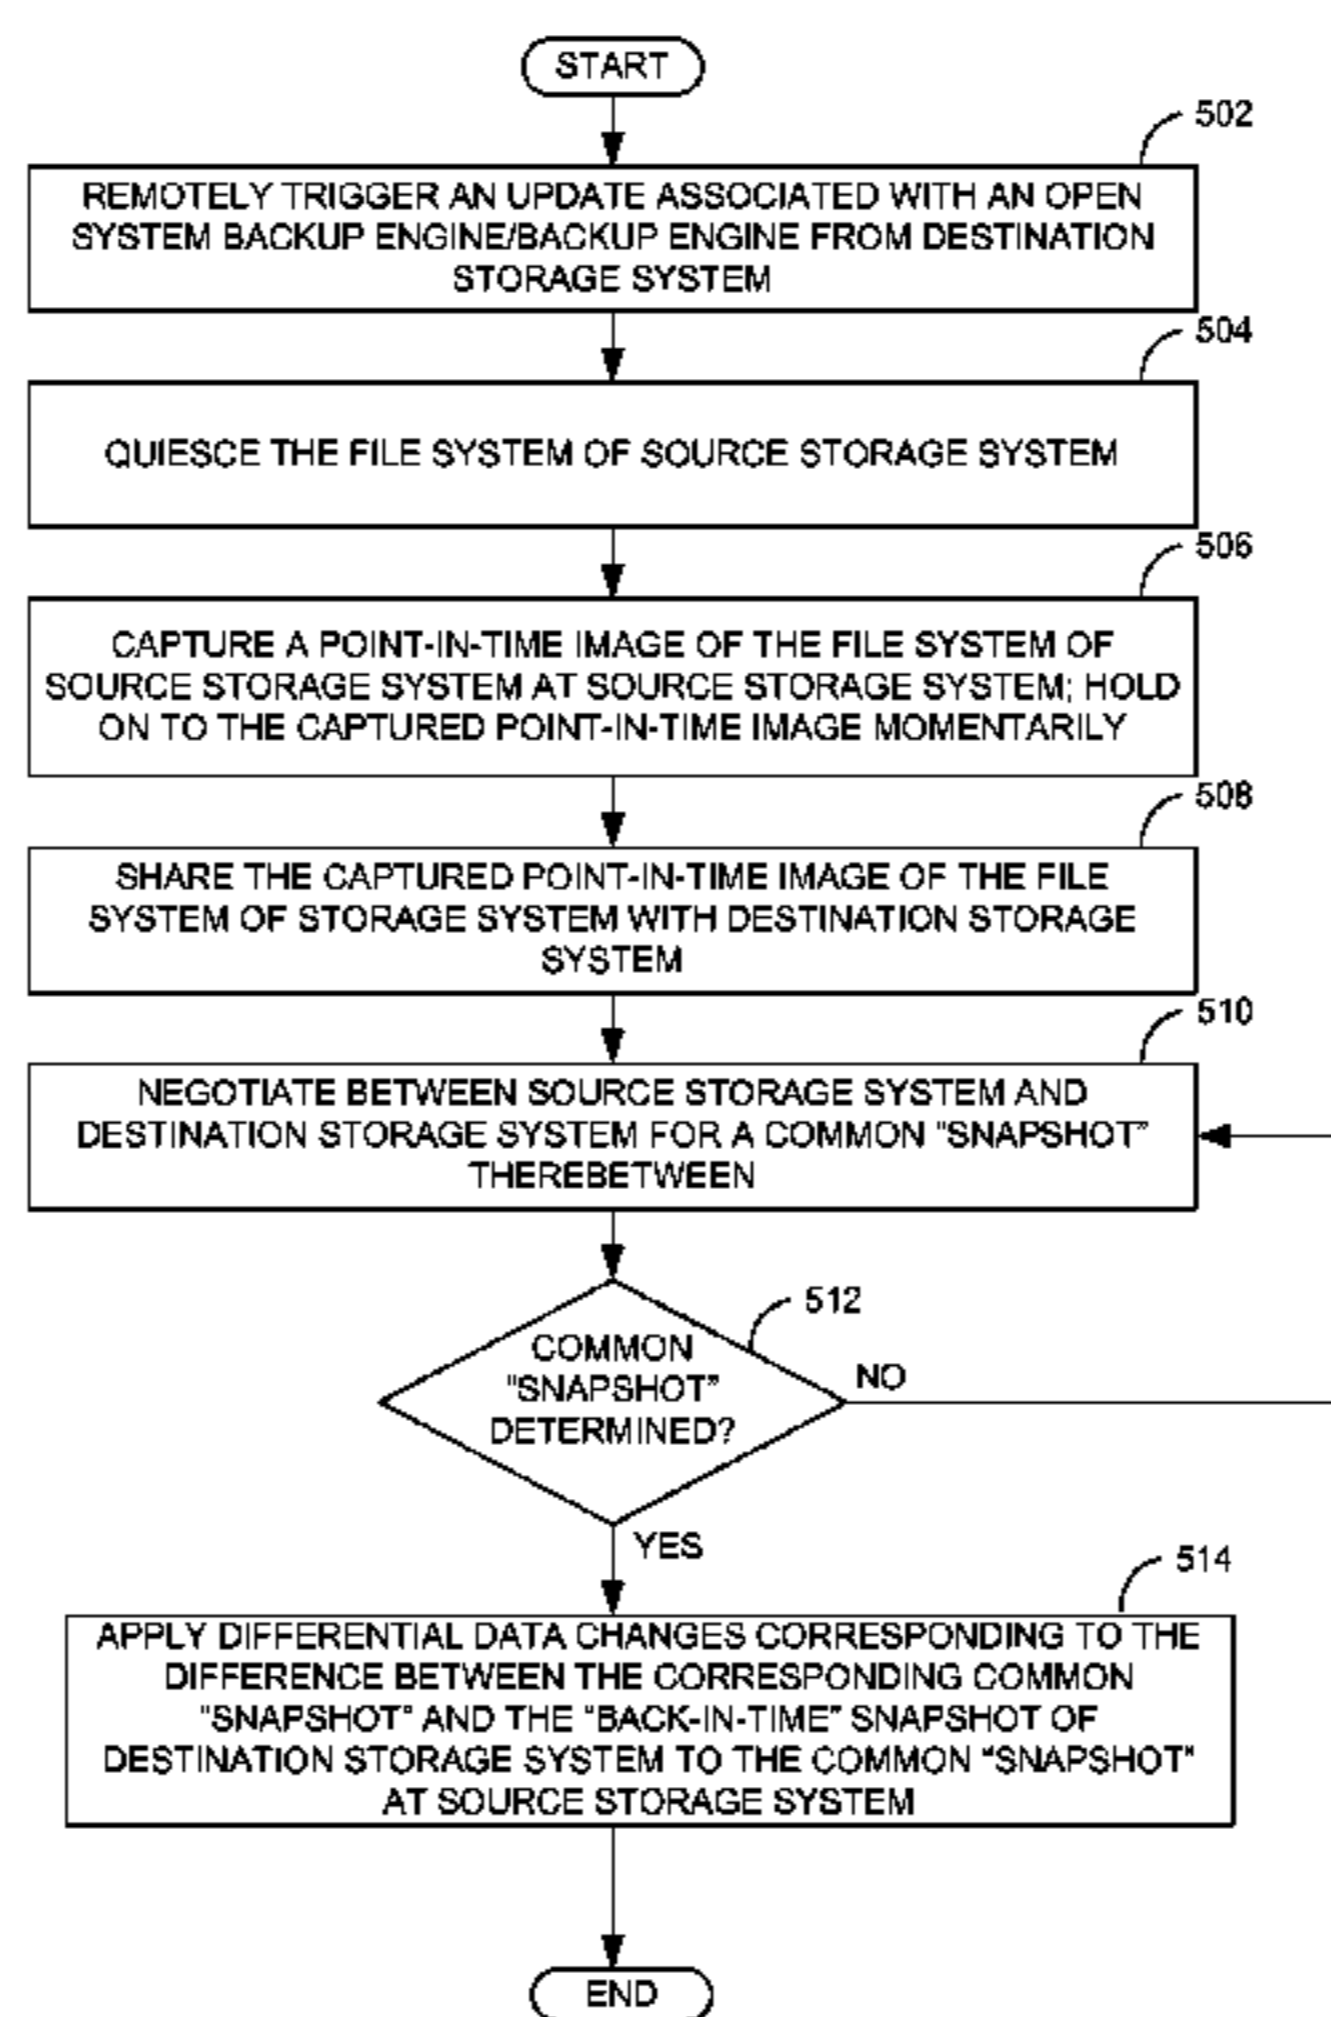 START
502
REMOTELY TRIGGER AN UPDATE ASSOCIATED WITH AN OPEN
SYSTEM BACKUP ENGINE/BACKUP ENGINE FROM DESTINATION
STORAGE SYSTEM
504
QUIESCE THE FILE SYSTEM OF SOURCE STORAGE SYSTEM
506
CAPTURE A POINT-IN-TIME IMAGE OF THE FILE SYSTEM OF
SOURCE STORAGE SYSTEM AT SOURCE STORAGE SYSTEM; HOLD
ON TO THE CAPTURED POINT-IN-TIME IMAGE MOMENTARILY
508
SHARE THE CAPTURED POINT-IN-TIME IMAGE OF THE FILE
SYSTEM OF STORAGE SYSTEM WITH DESTINATION STORAGE
SYSTEM
510
NEGOTIATE BETWEEN SOURCE STORAGE SYSTEM AND
DESTINATION STORAGE SYSTEM FOR A COMMON "SNAPSHOT"
THEREBETWEEN
512
COMMON
"SNAPSHOT"
DETERMINED?
NO
YES
514
APPLY DIFFERENTIAL DATA CHANGES CORRESPONDING TO THE
DIFFERENCE BETWEEN THE CORRESPONDING COMMON
"SNAPSHOT" AND THE "BACK-IN-TIME" SNAPSHOT OF
DESTINATION STORAGE SYSTEM TO THE COMMON "SNAPSHOT"
AT SOURCE STORAGE SYSTEM
END